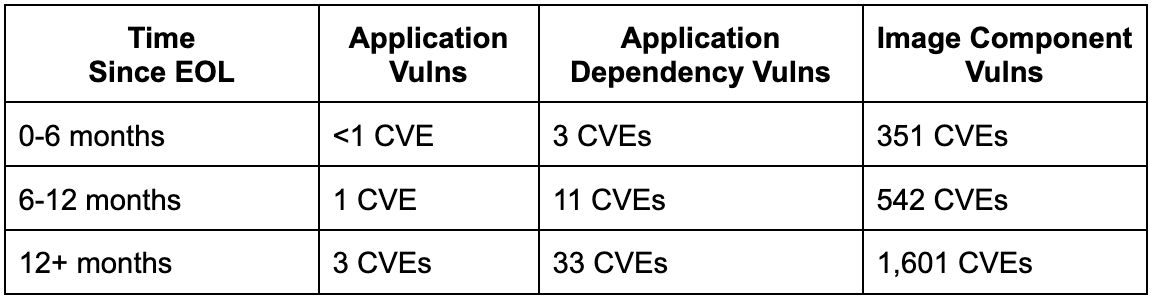 Time
Since EOL
Application
Vulns
Application
Dependency Vulns
Image Component
Vulns
0-6 months
<1 CVE
3 CVEs
351 CVEs
6-12 months
1 CVE
11 CVEs
542 CVEs
12+ months
3 CVEs
33 CVEs
1,601 CVEs